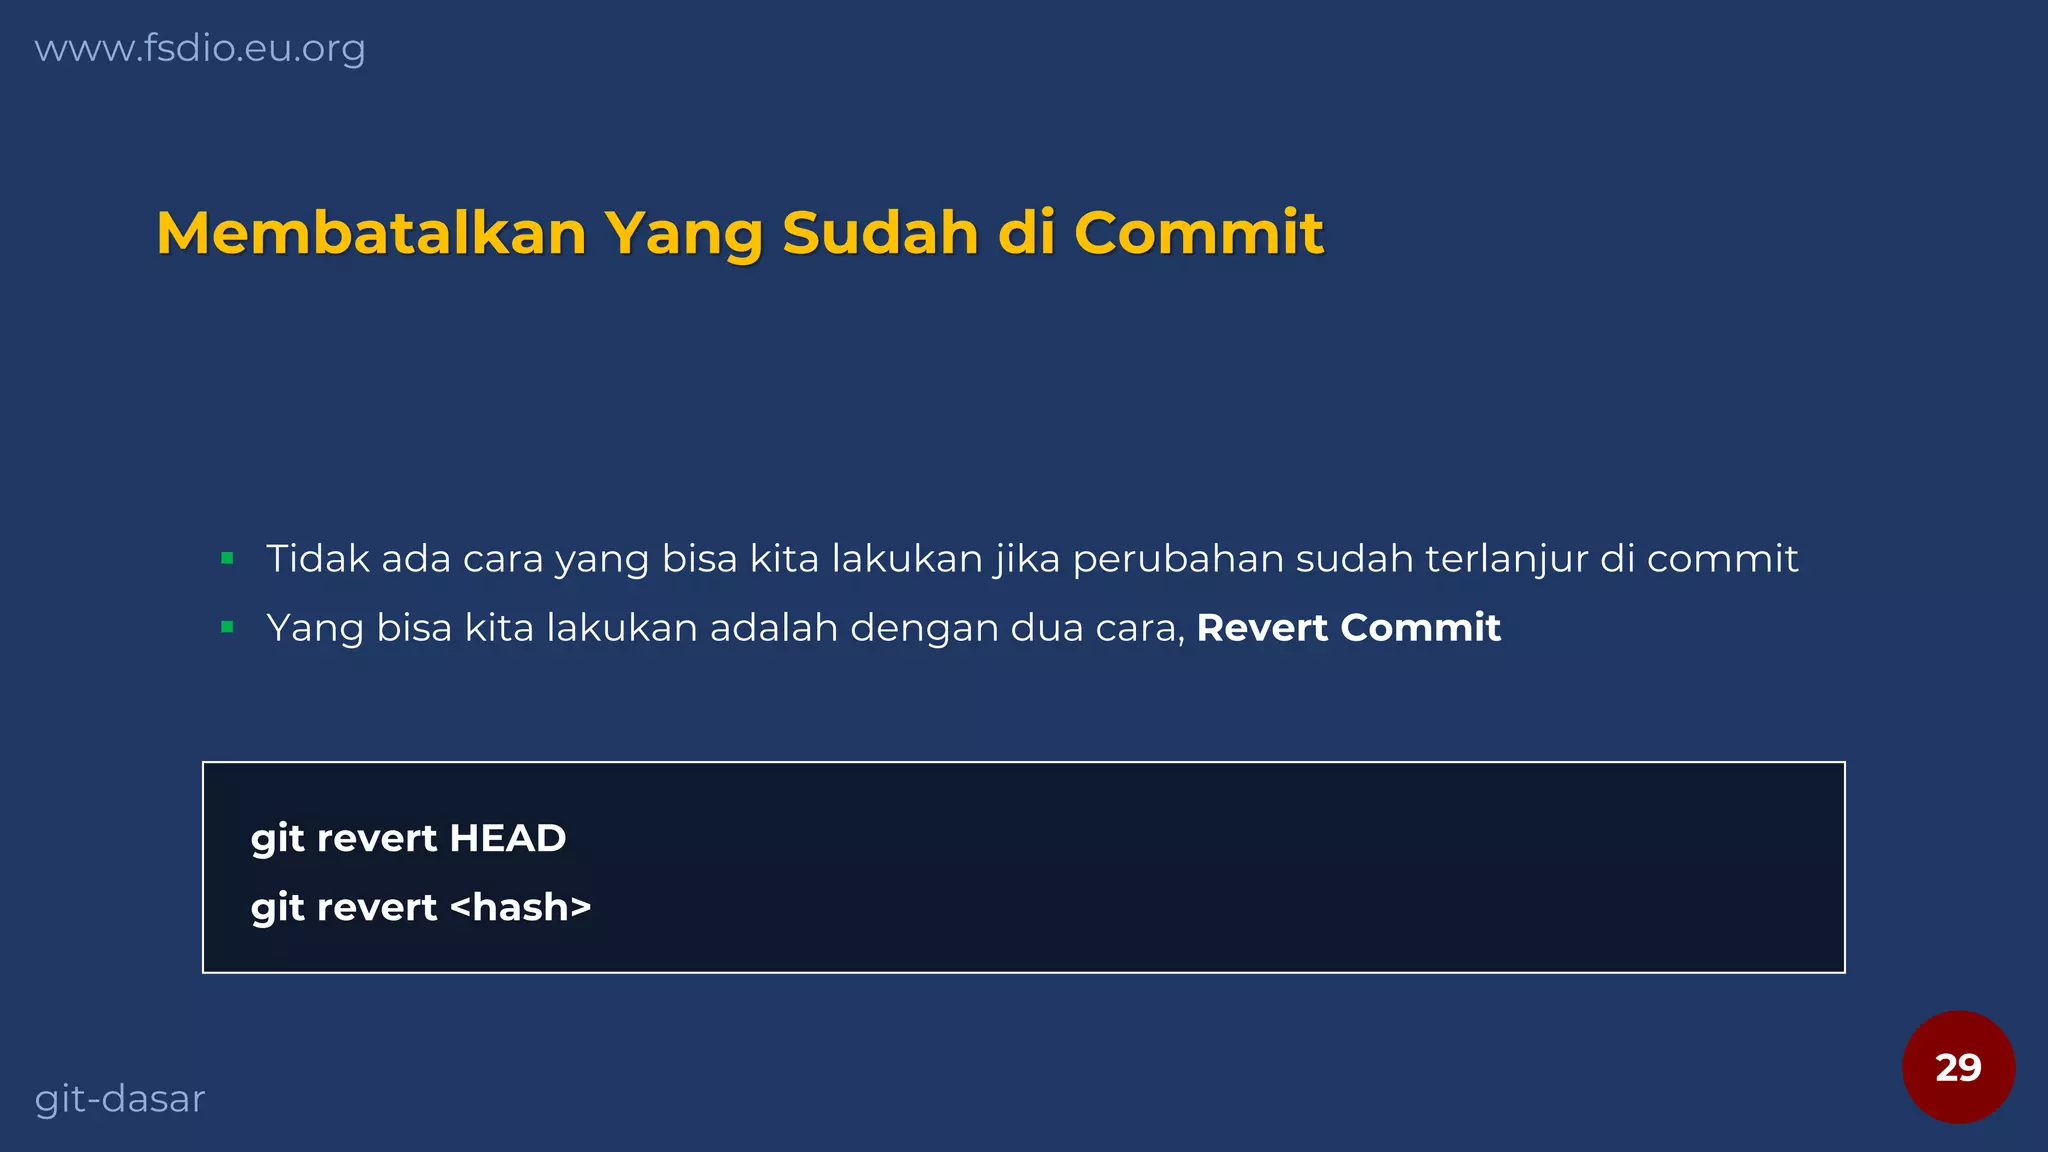 www.fsdio.eu.org
Membatalkan Yang Sudah di Commit
▪ Tidak ada cara yang bisa kita lakukan jika perubahan sudah terlanjur di commit
▪ Yang bisa kita lakukan adalah dengan dua cara, Revert Commit
git revert HEAD
git revert <hash>
29
git-dasar